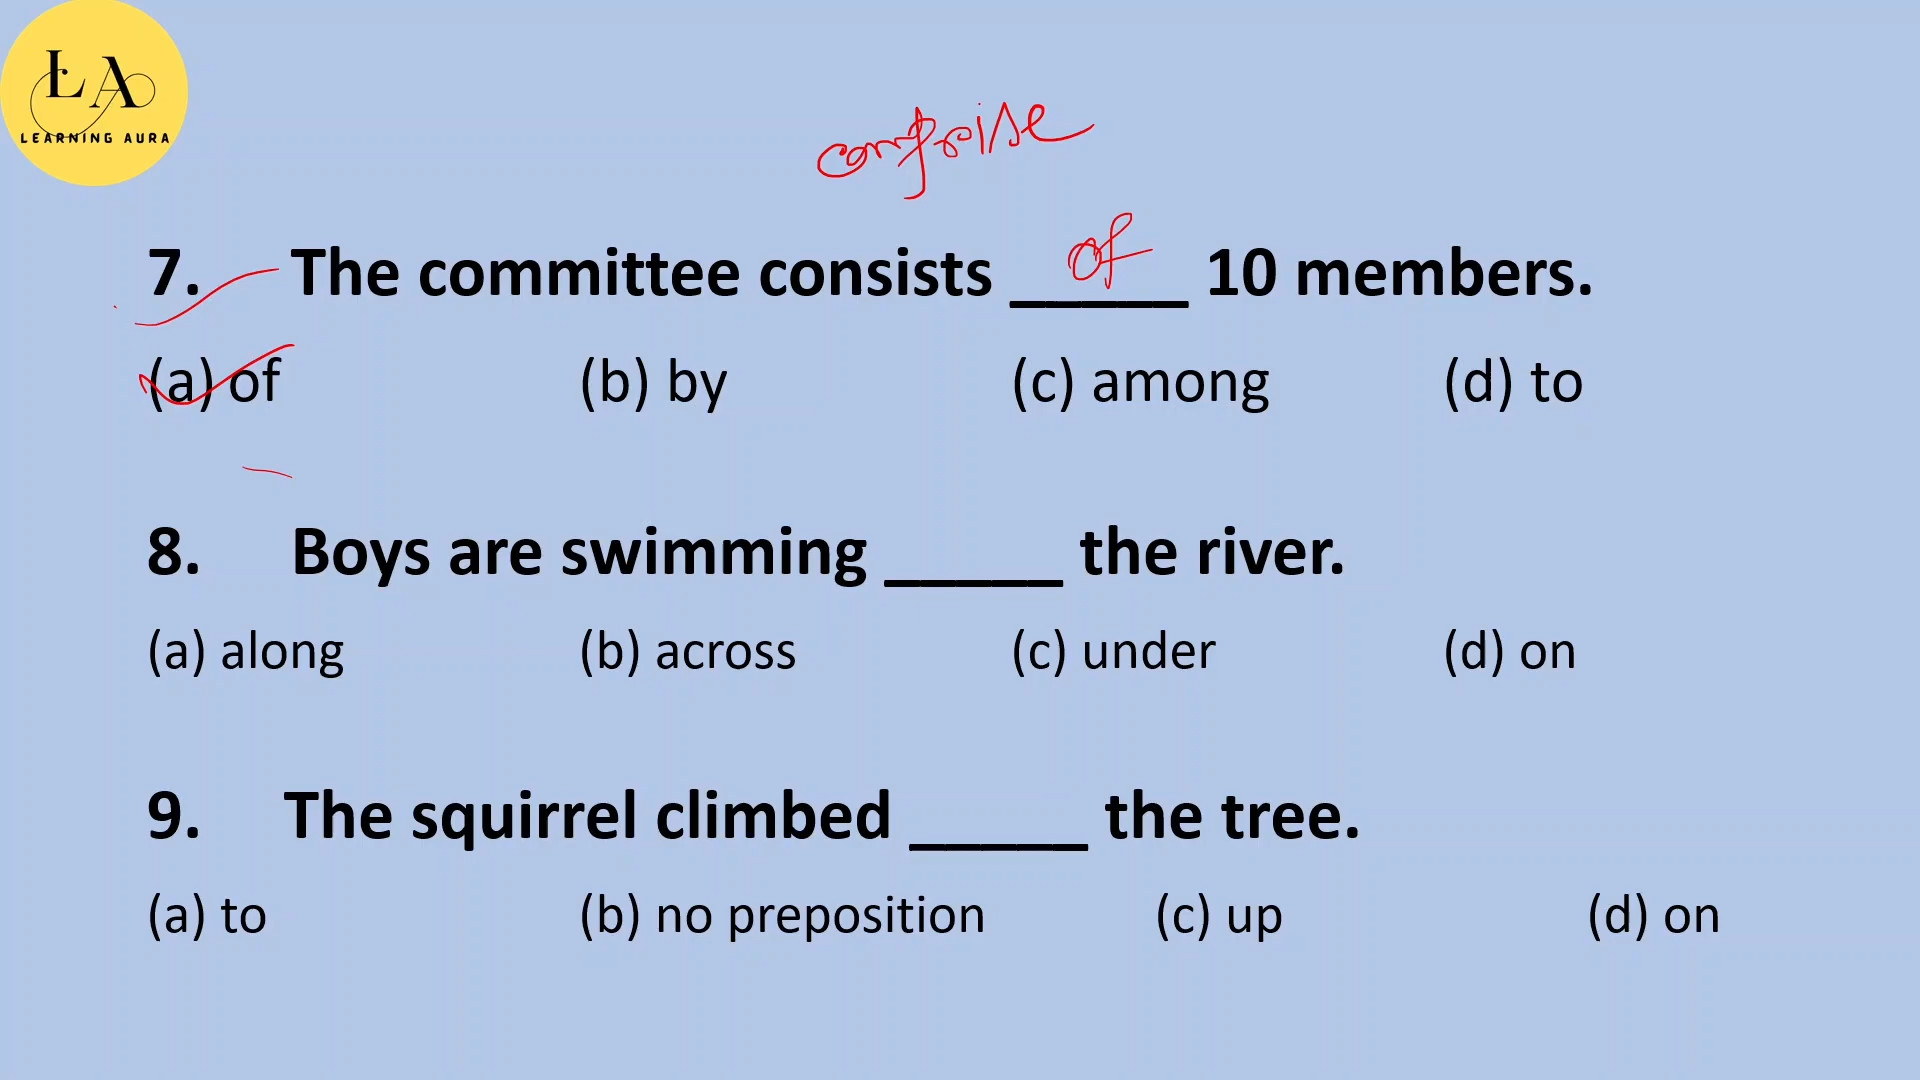 LA
LEARNING AURA
comprise
7. The committee consists _____ 10 members.
of
(a) of (b) by (c) among (d) to
8. Boys are swimming _____ the river.
(a) along (b) across (c) under (d) on
9. The squirrel climbed _____ the tree.
(a) to (b) no preposition (c) up (d) on